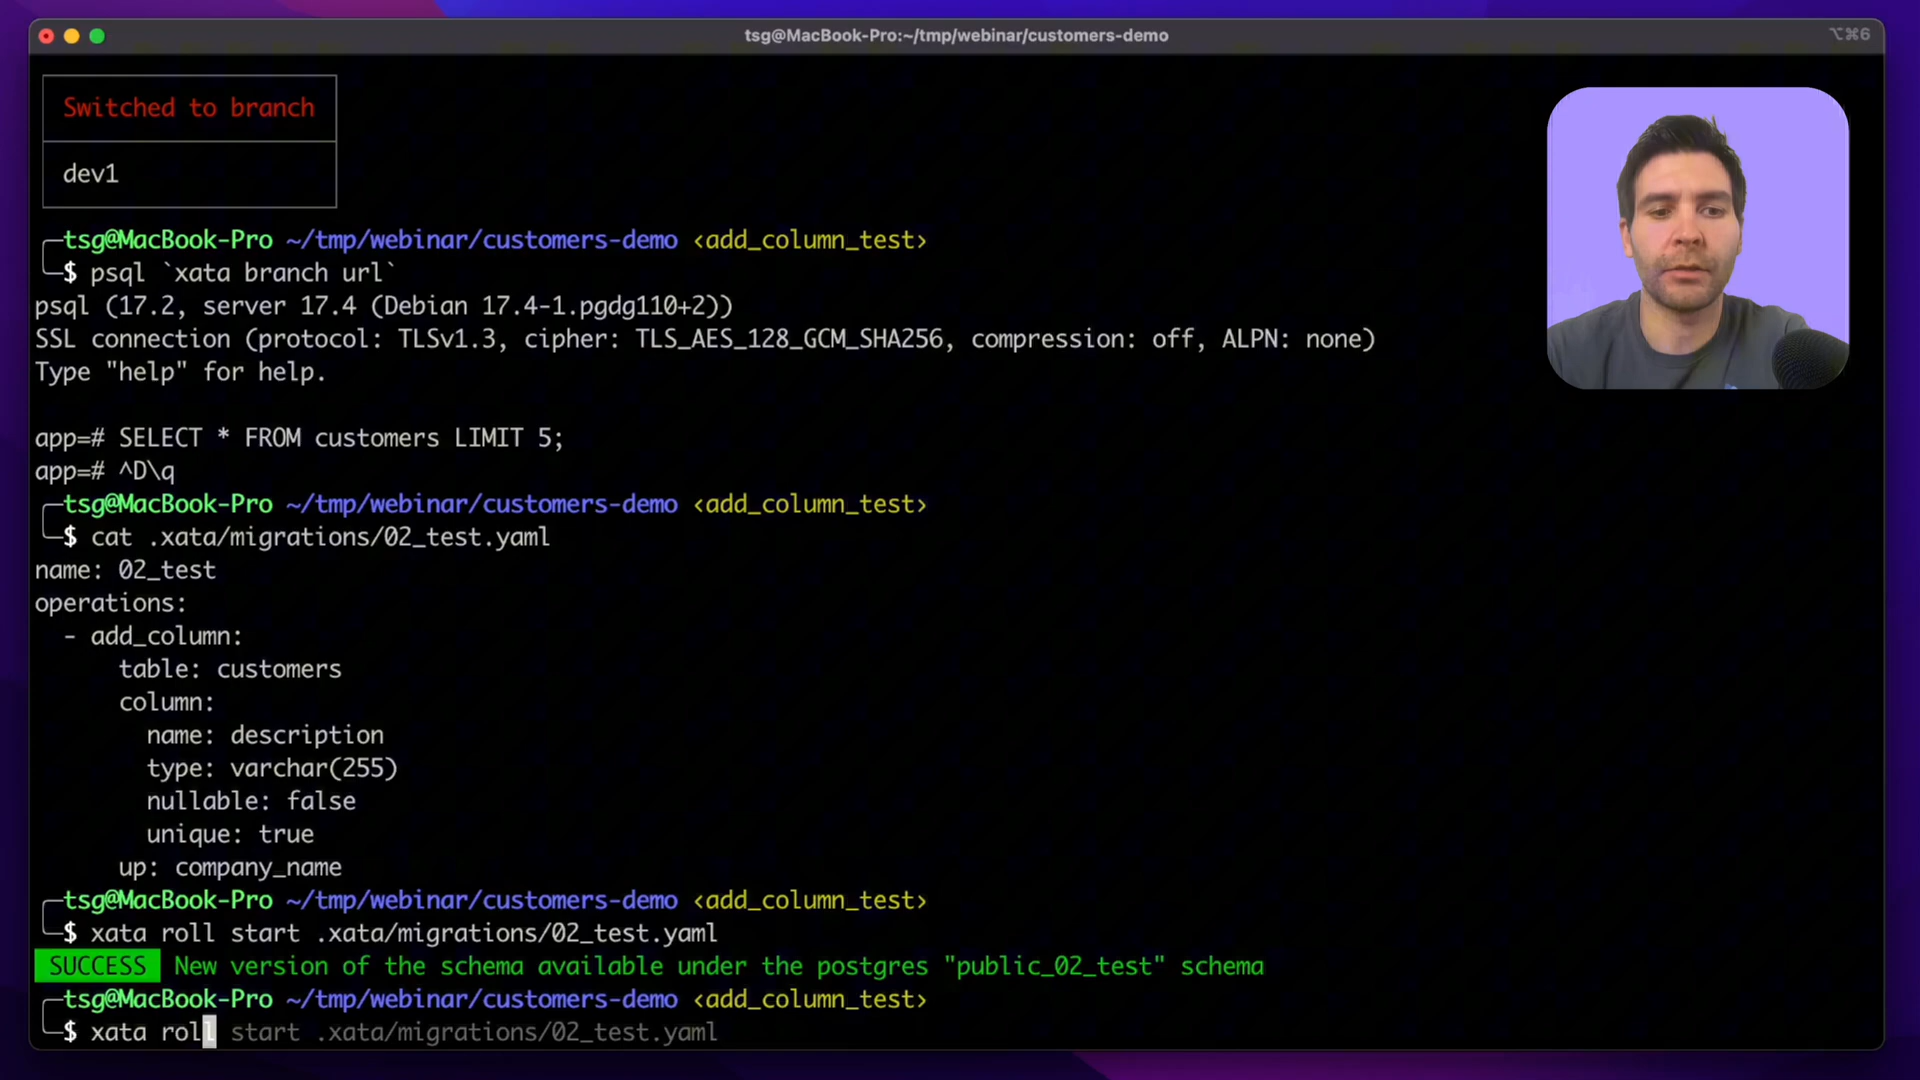 tsg@MacBook-Pro:~/tmp/webinar/customers-demo
⌥⌘6
Switched to branch
dev1
tsg@MacBook-Pro ~/tmp/webinar/customers-demo ‹add_column_test›
$ psql `xata branch url`
psql (17.2, server 17.4 (Debian 17.4-1.pgdg110+2))
SSL connection (protocol: TLSv1.3, cipher: TLS_AES_128_GCM_SHA256, compression: off, ALPN: none)
Type "help" for help.
app=# SELECT * FROM customers LIMIT 5;
app=# ^D\q
tsg@MacBook-Pro ~/tmp/webinar/customers-demo ‹add_column_test›
$ cat .xata/migrations/02_test.yaml
name: 02_test
operations:
  - add_column:
      table: customers
      column:
        name: description
        type: varchar(255)
        nullable: false
        unique: true
      up: company_name
tsg@MacBook-Pro ~/tmp/webinar/customers-demo ‹add_column_test›
$ xata roll start .xata/migrations/02_test.yaml
SUCCESS New version of the schema available under the postgres "public_02_test" schema
tsg@MacBook-Pro ~/tmp/webinar/customers-demo ‹add_column_test›
$ xata roll start .xata/migrations/02_test.yaml